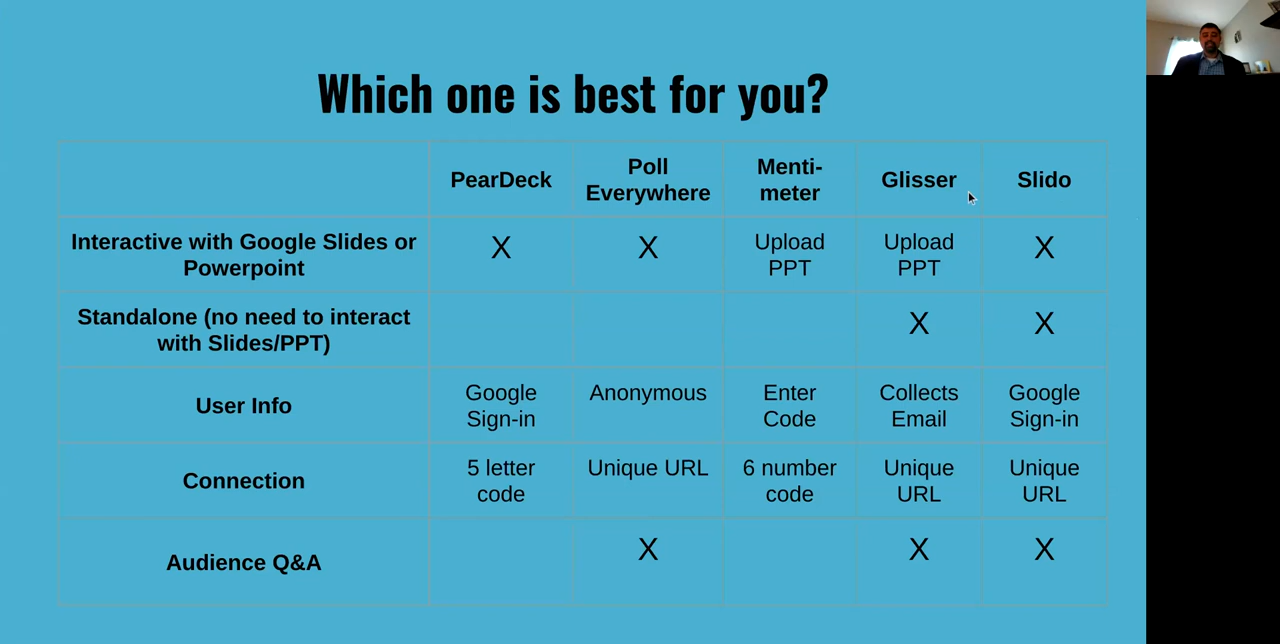 Which one is best for you?
PearDeck
Poll
Everywhere
Menti-
meter
Glisser
Slido
Interactive with Google Slides or
Powerpoint
X
X
Upload
PPT
Upload
PPT
X
Standalone (no need to interact
with Slides/PPT)
X
X
User Info
Google
Sign-in
Anonymous
Enter
Code
Collects
Email
Google
Sign-in
Connection
5 letter
code
Unique URL
6 number
code
Unique
URL
Unique
URL
Audience Q&A
X
X
X